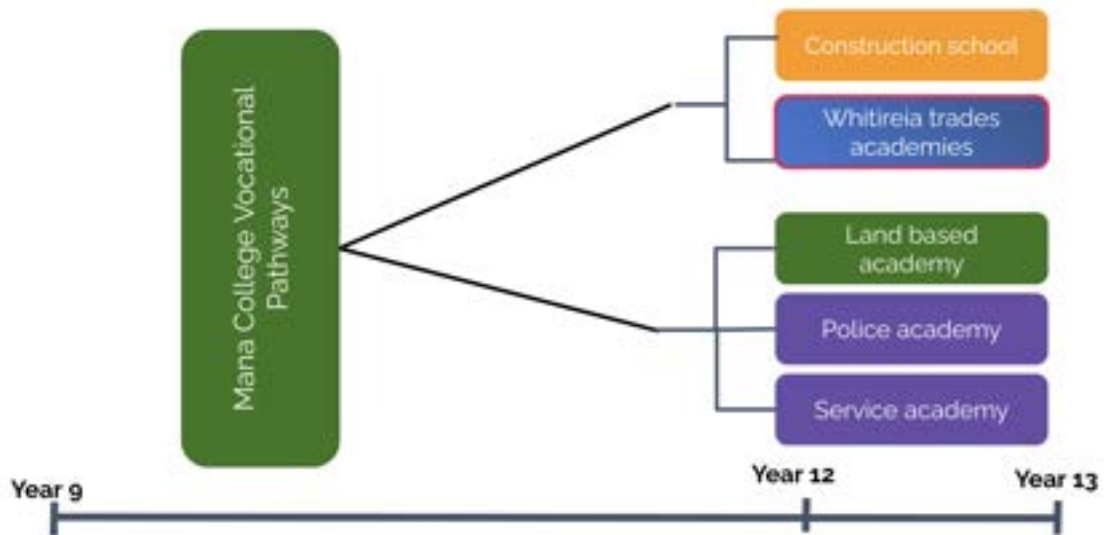 Mana College Vocational
Pathways
Construction school
Whitireia trades
academies
Land based
academy
Police academy
Service academy
Year 9
Year 12
Year 13